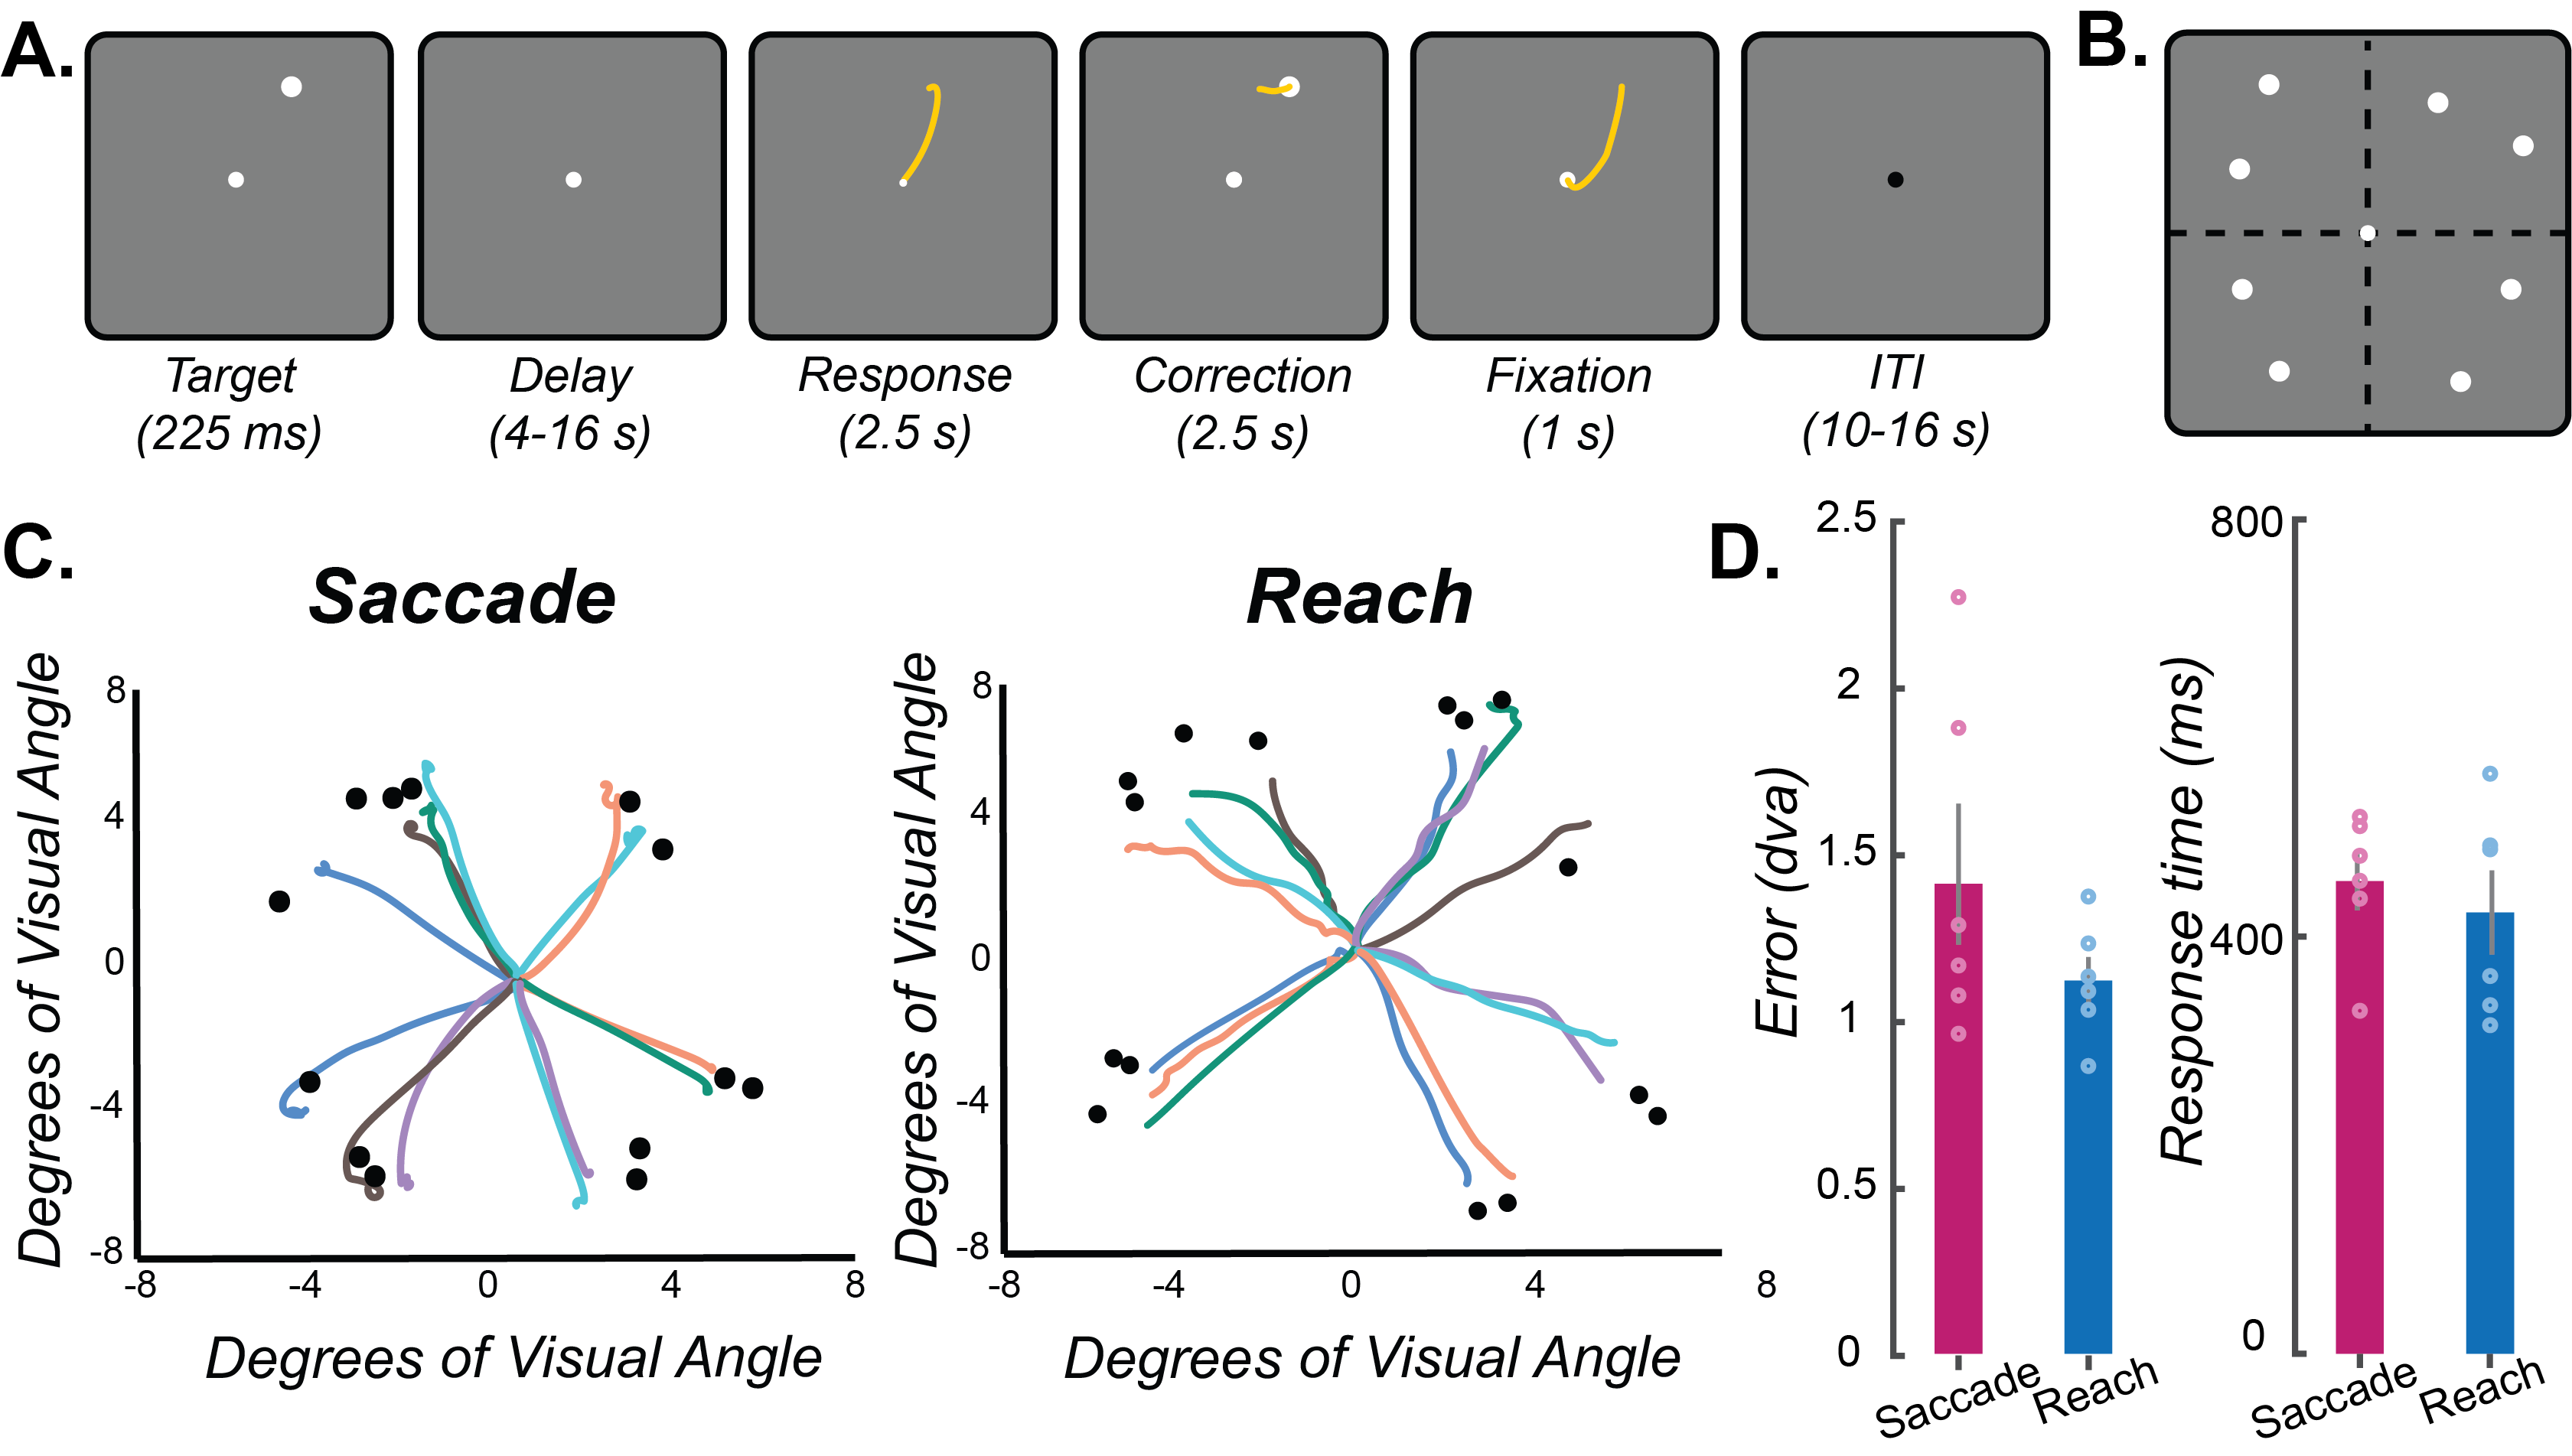 A.
Target
(225 ms)
Delay
(4-16 s)
Response
(2.5 s)
Correction
(2.5 s)
Fixation
(1 s)
ITI
(10-16 s)
B.
C.
Saccade
Degrees of Visual Angle
8
4
0
-4
-8
-8 -4 0 4 8
Degrees of Visual Angle
Reach
Degrees of Visual Angle
8
4
0
-4
-8
-8 -4 0 4 8
Degrees of Visual Angle
D.
Error (dva)
2.5
2
1.5
1
0.5
0
Saccade Reach
Response time (ms)
800
400
0
Saccade Reach